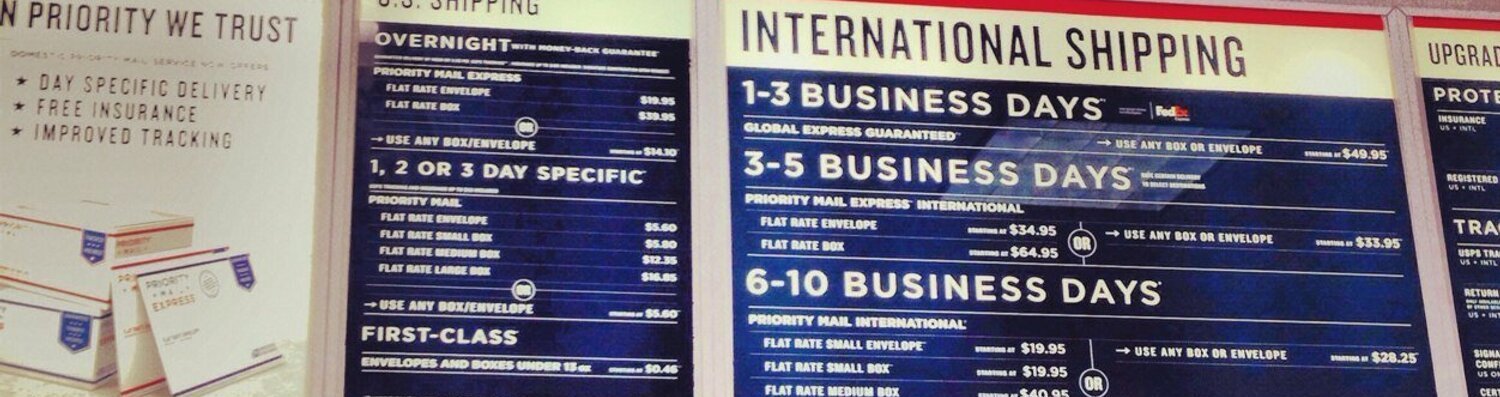 N PRIORITY WE TRUST
DOMESTIC PRIORITY MAIL SERVICE NOW OFFERS
★ DAY SPECIFIC DELIVERY
★ FREE INSURANCE
★ IMPROVED TRACKING
PRIORITY
PRIORITY
★ MAIL ★
EXPRESS
U.S. SHIPPING
OVERNIGHT WITH MONEY-BACK GUARANTEE
PRIORITY MAIL EXPRESS
FLAT RATE ENVELOPE $19.95
FLAT RATE BOX $39.95
OR
→ USE ANY BOX/ENVELOPE STARTING AT $14.10
1, 2 OR 3 DAY SPECIFIC
PRIORITY MAIL
FLAT RATE ENVELOPE $5.60
FLAT RATE SMALL BOX $5.80
FLAT RATE MEDIUM BOX $12.35
FLAT RATE LARGE BOX $16.85
OR
→ USE ANY BOX/ENVELOPE STARTING AT $5.60
FIRST-CLASS
ENVELOPES AND BOXES UNDER 13 oz STARTING AT $0.46
INTERNATIONAL SHIPPING
1-3 BUSINESS DAYS™ FedEx
GLOBAL EXPRESS GUARANTEED™
→ USE ANY BOX OR ENVELOPE STARTING AT $49.95
3-5 BUSINESS DAYS
PRIORITY MAIL EXPRESS INTERNATIONAL
FLAT RATE ENVELOPE STARTING AT $34.95
FLAT RATE BOX STARTING AT $64.95
OR
→ USE ANY BOX OR ENVELOPE STARTING AT $33.95
6-10 BUSINESS DAYS
PRIORITY MAIL INTERNATIONAL
FLAT RATE SMALL ENVELOPE STARTING AT $19.95
FLAT RATE SMALL BOX STARTING AT $19.95
FLAT RATE MEDIUM BOX STARTING AT $40.95
OR
→ USE ANY BOX OR ENVELOPE STARTING AT $28.25
UPGRAD
PROTE
INSURANCE
US + INTL
REGISTERED
US + INTL
TRA
USPS TRA
US + INTL
RETURN
US + IN
SIGNA
CONF
US O
CERT